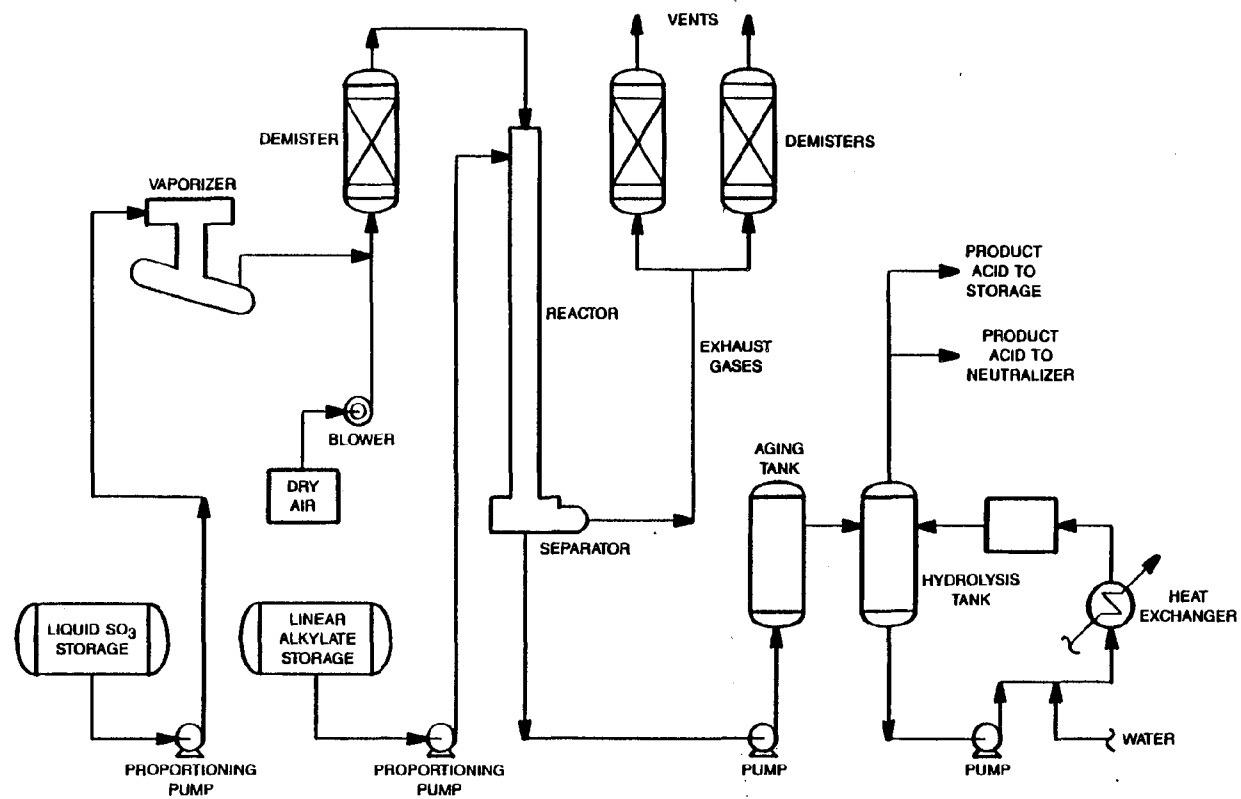 VENTS
DEMISTER
DEMISTERS
VAPORIZER
PRODUCT
ACID TO
STORAGE
REACTOR
EXHAUST
GASES
PRODUCT
ACID TO
NEUTRALIZER
BLOWER
AGING
TANK
DRY
AIR
SEPARATOR
HYDROLYSIS
TANK
HEAT
EXCHANGER
LIQUID SO3
STORAGE
LINEAR
ALKYLATE
STORAGE
WATER
PROPORTIONING
PUMP
PROPORTIONING
PUMP
PUMP
PUMP